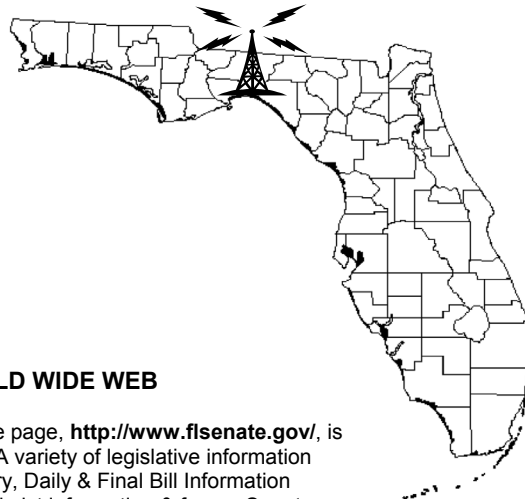 LD WIDE WEB
e page, http://www.flsenate.gov/, is
A variety of legislative information
ry, Daily & Final Bill Information